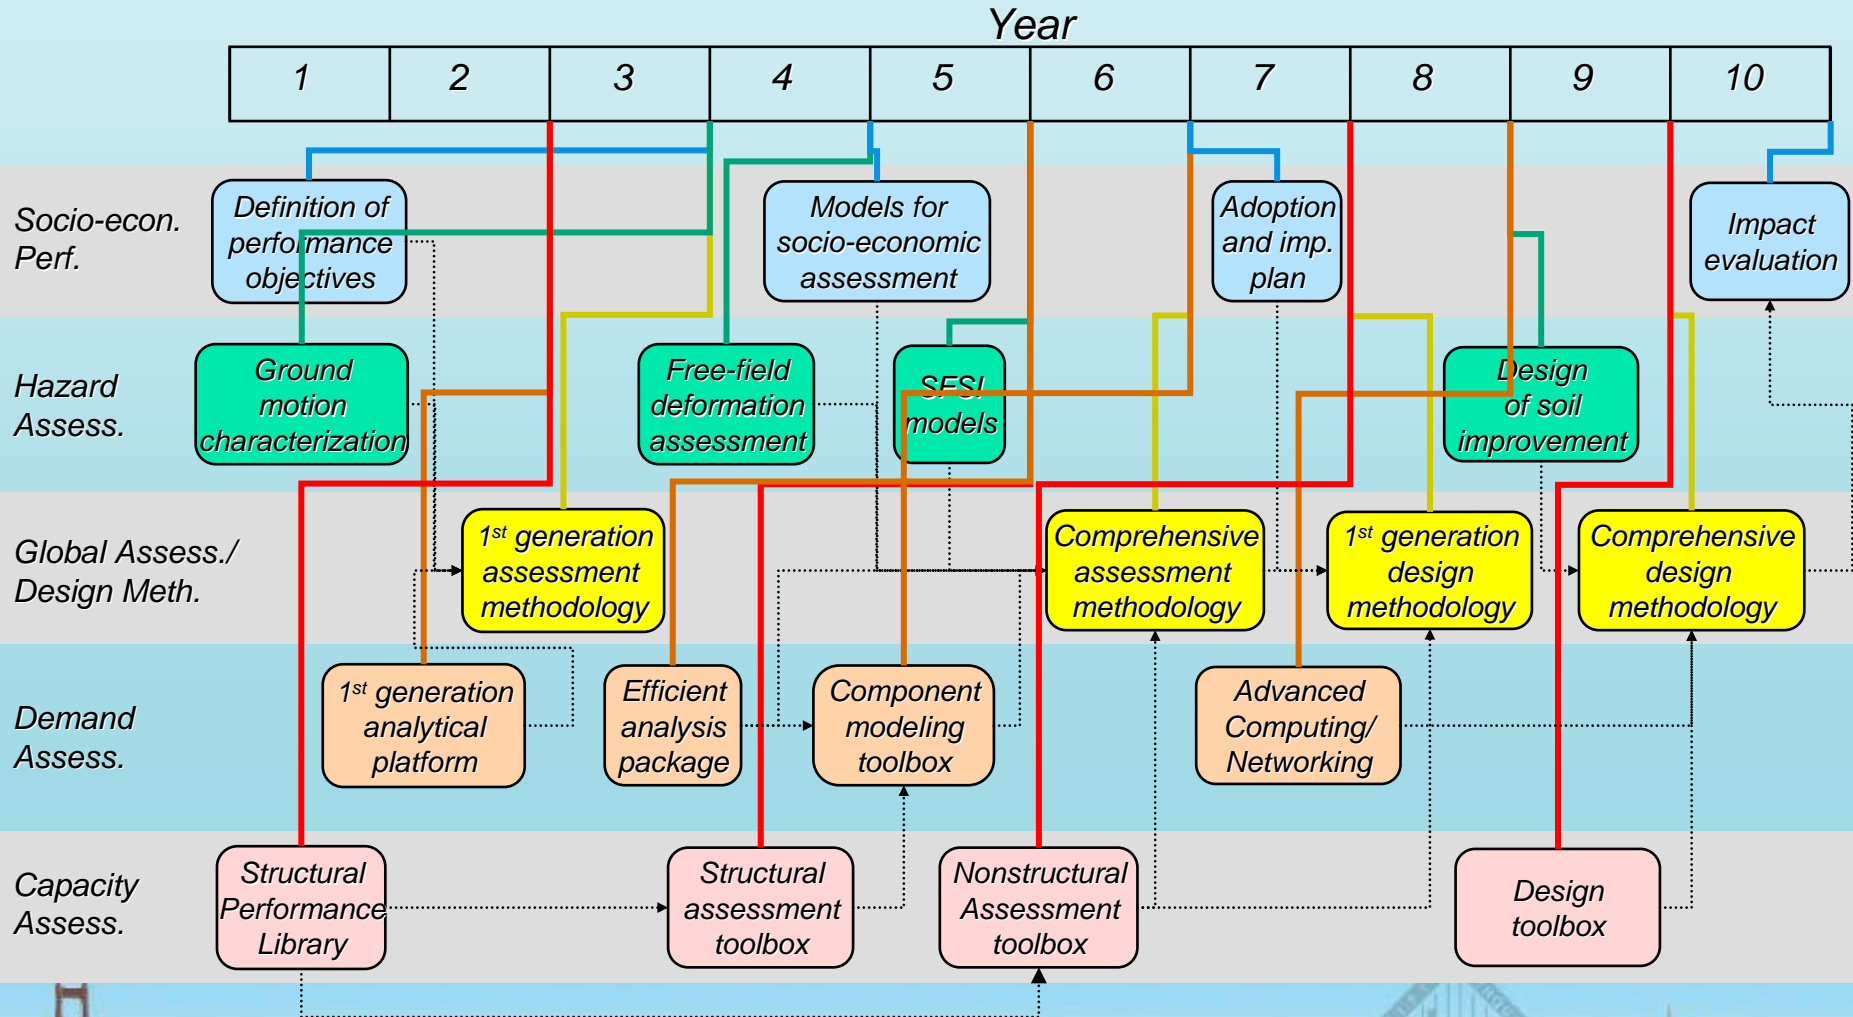 Year
1 2 3 4 5 6 7 8 9 10
Socio-econ.
Perf.
Definition of
performance
objectives
Models for
socio-economic
assessment
Adoption
and imp.
plan
Impact
evaluation
Hazard
Assess.
Ground
motion
characterization
Free-field
deformation
assessment
SFSI
models
Design
of soil
improvement
Global Assess./
Design Meth.
1st generation
assessment
methodology
Comprehensive
assessment
methodology
1st generation
design
methodology
Comprehensive
design
methodology
Demand
Assess.
1st generation
analytical
platform
Efficient
analysis
package
Component
modeling
toolbox
Advanced
Computing/
Networking
Capacity
Assess.
Structural
Performance
Library
Structural
assessment
toolbox
Nonstructural
Assessment
toolbox
Design
toolbox